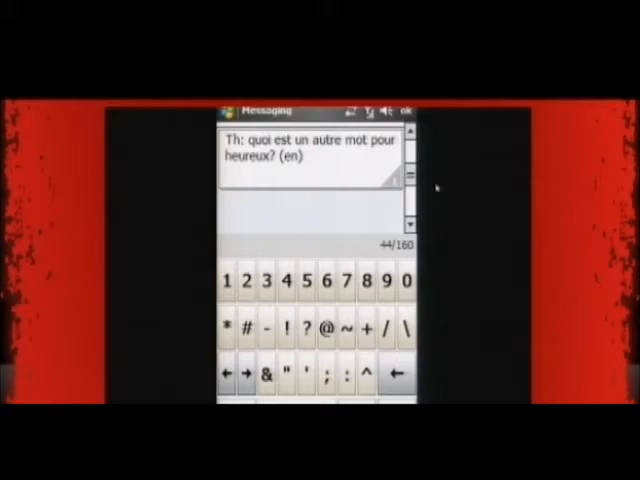 Messaging ok
Th: quoi est un autre mot pour
heureux? (en)
44/160
1 2 3 4 5 6 7 8 9 0
* # - ! ? @ ~ + / \
← → & " ' ; : ^ ←